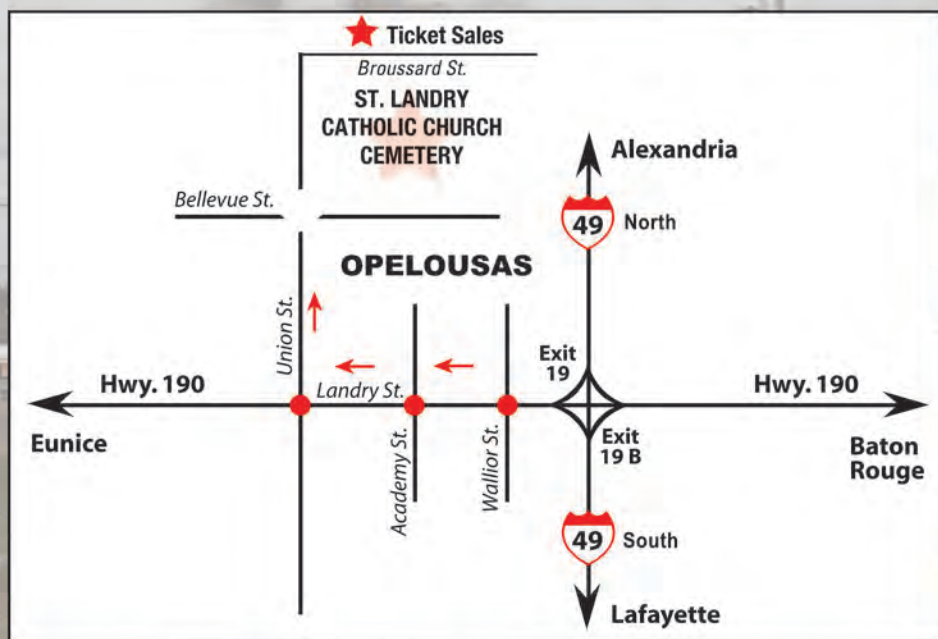 Ticket Sales
Broussard St.
ST. LANDRY
CATHOLIC CHURCH
CEMETERY
Alexandria
Bellevue St.
49 North
OPELOUSAS
Union St.
Exit
19
Hwy. 190
Landry St.
Hwy. 190
Eunice
Academy St.
Wallior St.
Exit
19 B
Baton
Rouge
49 South
Lafayette